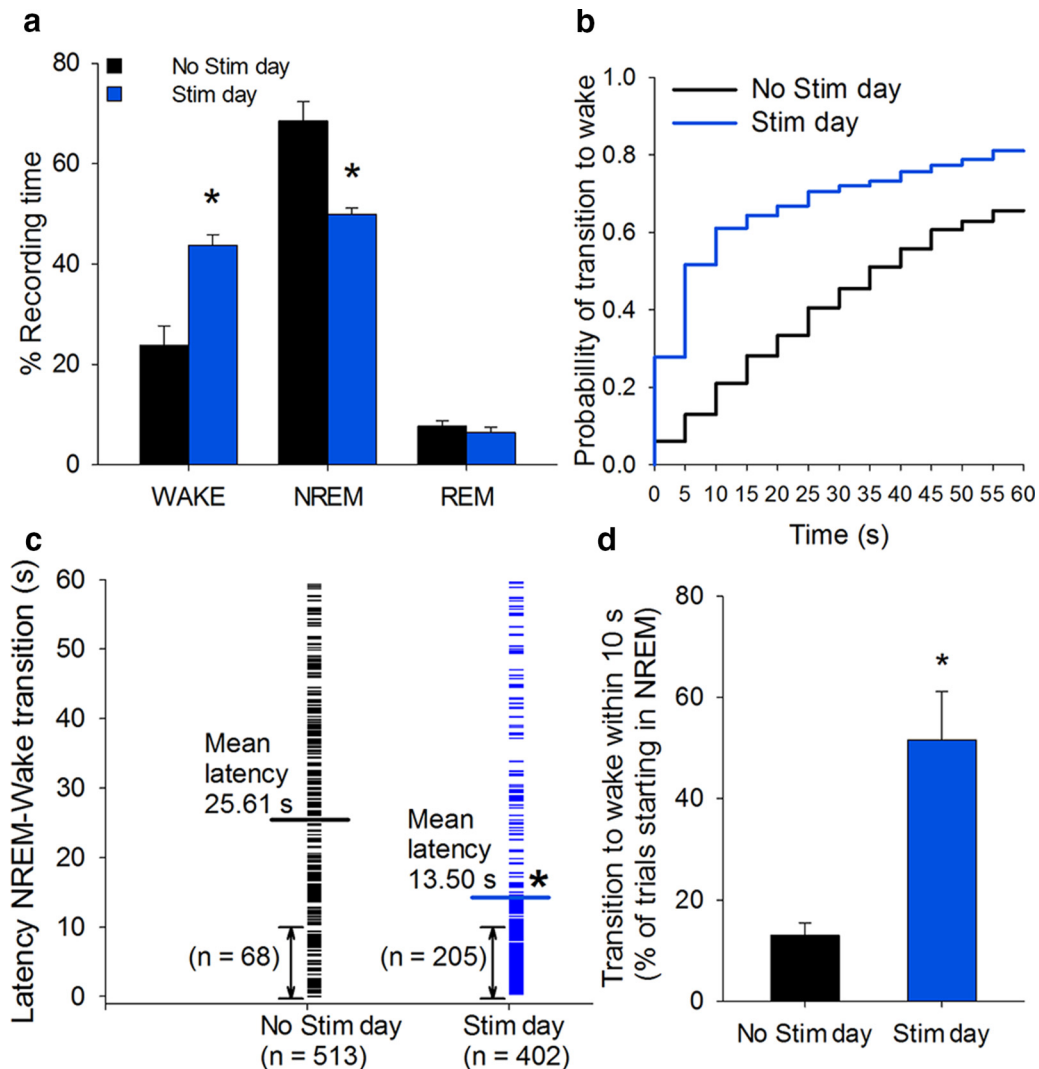 a
No Stim day
Stim day
*
*
% Recording time
80
60
40
20
0
WAKE
NREM
REM
b
No Stim day
Stim day
Probabillity of transition to wake
1.0
0.8
0.6
0.4
0.2
0.0
0 5 10 15 20 25 30 35 40 45 50 55 60
Time (s)
c
Latency NREM-Wake transition (s)
60
50
40
30
20
10
0
Mean
latency
25.61 s
(n = 68)
Mean
latency
13.50 s
*
(n = 205)
No Stim day
(n = 513)
Stim day
(n = 402)
d
Transition to wake within 10 s
(% of trials starting in NREM)
80
60
40
20
0
*
No Stim day
Stim day